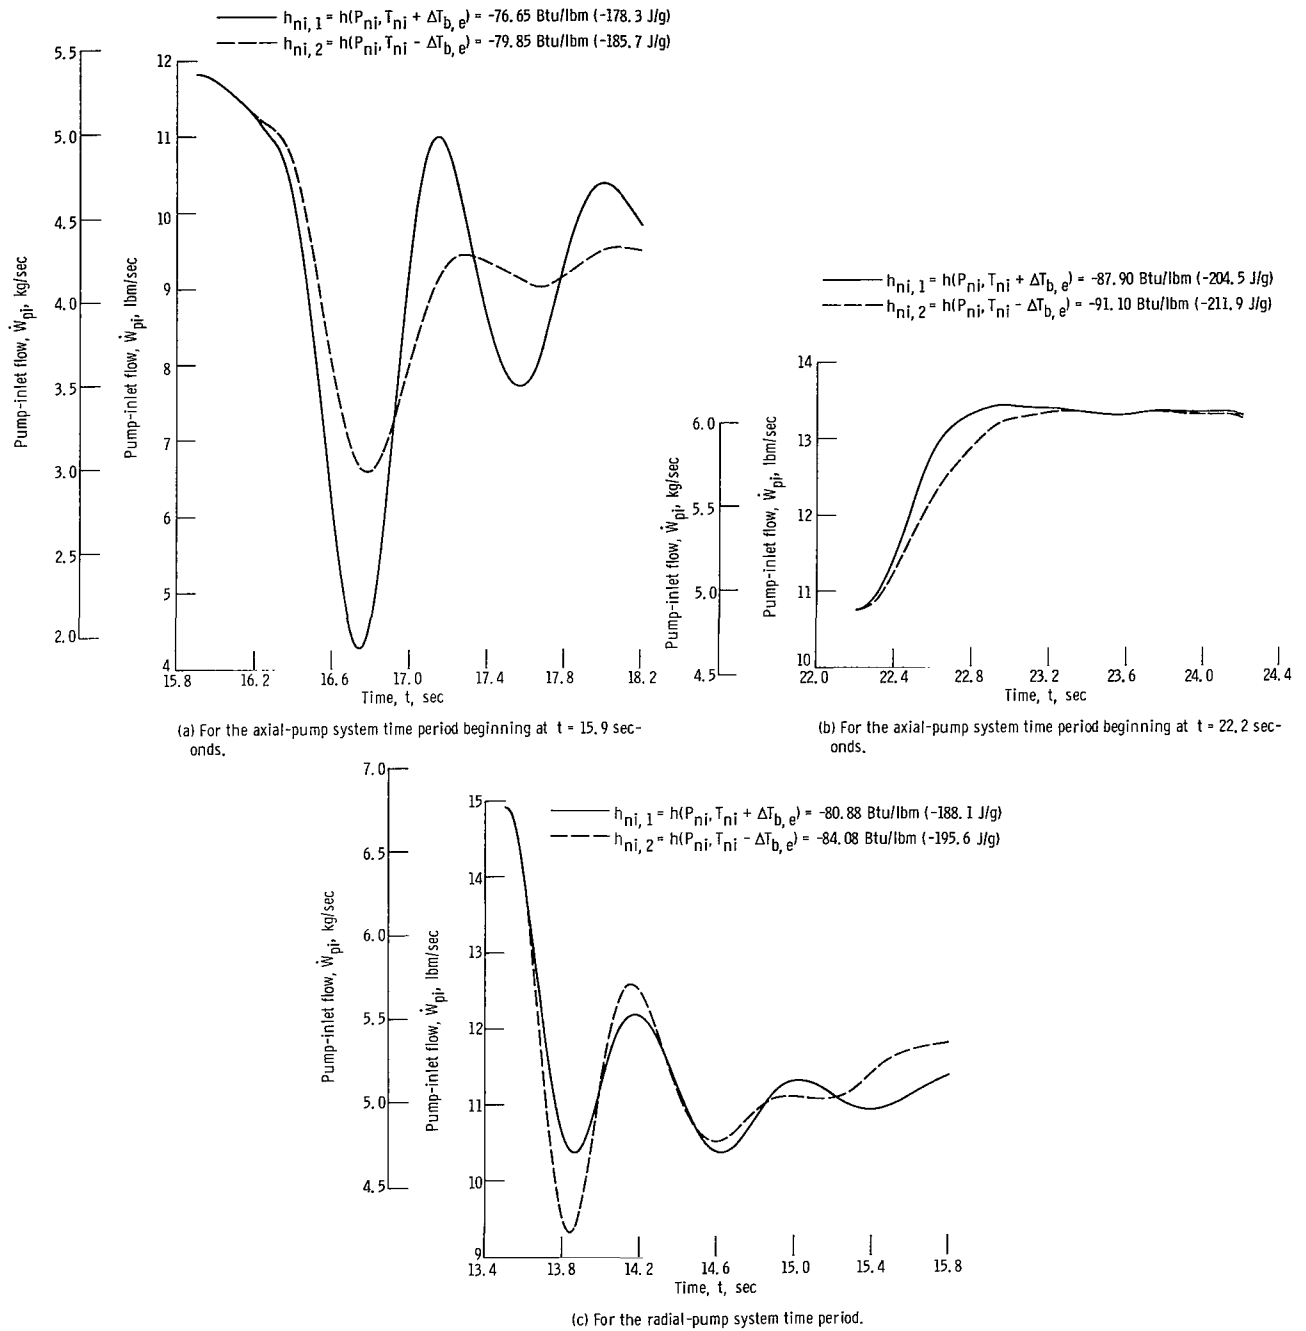 h_ni, 1 = h(P_ni, T_ni + ΔT_b, e) = -76.65 Btu/lbm (-178.3 J/g)
h_ni, 2 = h(P_ni, T_ni - ΔT_b, e) = -79.85 Btu/lbm (-185.7 J/g)
5.5
5.0
4.5
4.0
3.5
3.0
2.5
2.0
Pump-inlet flow, Ẇ_pi, kg/sec
12
11
10
9
8
7
6
5
4
Pump-inlet flow, Ẇ_pi, lbm/sec
15.8 16.2 16.6 17.0 17.4 17.8 18.2
Time, t, sec
(a) For the axial-pump system time period beginning at t = 15.9 sec-
onds.
h_ni, 1 = h(P_ni, T_ni + ΔT_b, e) = -87.90 Btu/lbm (-204.5 J/g)
h_ni, 2 = h(P_ni, T_ni - ΔT_b, e) = -91.10 Btu/lbm (-211.9 J/g)
6.0
5.5
5.0
4.5
Pump-inlet flow, Ẇ_pi, kg/sec
14
13
12
11
10
Pump-inlet flow, Ẇ_pi, lbm/sec
22.0 22.4 22.8 23.2 23.6 24.0 24.4
Time, t, sec
(b) For the axial-pump system time period beginning at t = 22.2 sec-
onds.
h_ni, 1 = h(P_ni, T_ni + ΔT_b, e) = -80.88 Btu/lbm (-188.1 J/g)
h_ni, 2 = h(P_ni, T_ni - ΔT_b, e) = -84.08 Btu/lbm (-195.6 J/g)
7.0
6.5
6.0
5.5
5.0
4.5
Pump-inlet flow, Ẇ_pi, kg/sec
15
14
13
12
11
10
9
Pump-inlet flow, Ẇ_pi, lbm/sec
13.4 13.8 14.2 14.6 15.0 15.4 15.8
Time, t, sec
(c) For the radial-pump system time period.